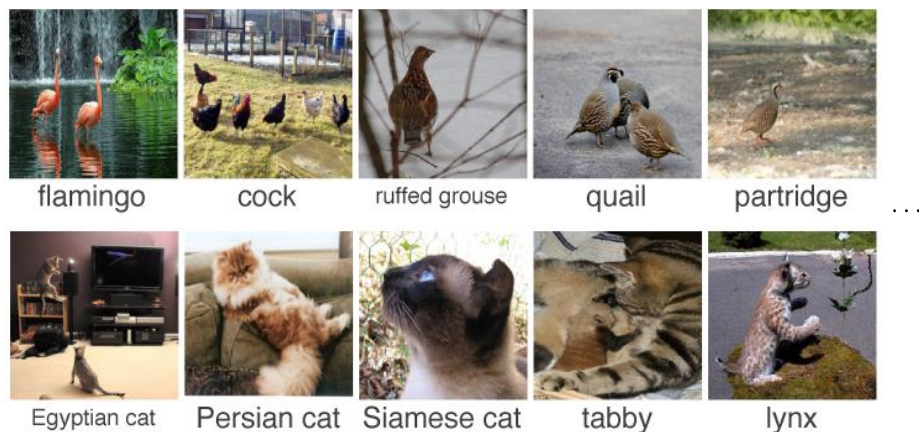 flamingo
cock
ruffed grouse
quail
partridge
...
Egyptian cat
Persian cat
Siamese cat
tabby
lynx